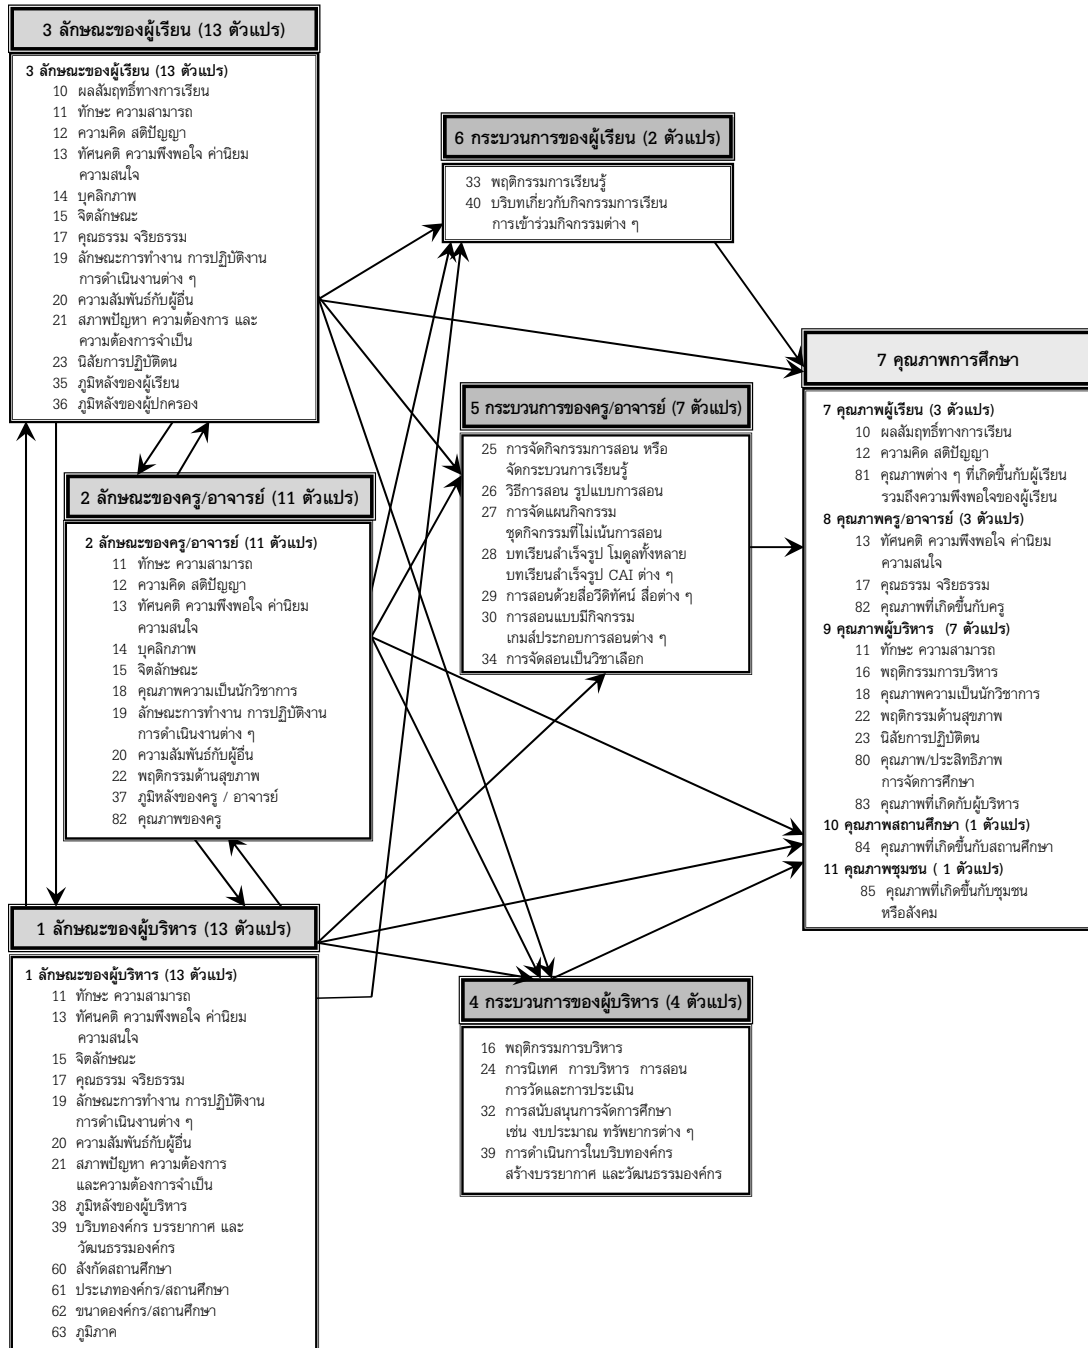 3 ลักษณะของผู้เรียน (13 ตัวแปร)
3 ลักษณะของผู้เรียน (13 ตัวแปร)
10 ผลสัมฤทธิ์ทางการเรียน
11 ทักษะ ความสามารถ
12 ความคิด สติปัญญา
13 ทัศนคติ ความพึงพอใจ ค่านิยม
ความสนใจ
14 บุคลิกภาพ
15 จิตลักษณะ
17 คุณธรรม จริยธรรม
19 ลักษณะการทำงาน การปฏิบัติงาน
การดำเนินงานต่าง ๆ
20 ความสัมพันธ์กับผู้อื่น
21 สภาพปัญหา ความต้องการ และ
ความต้องการจำเป็น
23 นิสัยการปฏิบัติตน
35 ภูมิหลังของผู้เรียน
36 ภูมิหลังของผู้ปกครอง
6 กระบวนการของผู้เรียน (2 ตัวแปร)
33 พฤติกรรมการเรียนรู้
40 บริบทเกี่ยวกับกิจกรรมการเรียน
การเข้าร่วมกิจกรรมต่าง ๆ
2 ลักษณะของครู/อาจารย์ (11 ตัวแปร)
2 ลักษณะของครู/อาจารย์ (11 ตัวแปร)
11 ทักษะ ความสามารถ
12 ความคิด สติปัญญา
13 ทัศนคติ ความพึงพอใจ ค่านิยม
ความสนใจ
14 บุคลิกภาพ
15 จิตลักษณะ
18 คุณภาพความเป็นนักวิชาการ
19 ลักษณะการทำงาน การปฏิบัติงาน
การดำเนินงานต่าง ๆ
20 ความสัมพันธ์กับผู้อื่น
22 พฤติกรรมด้านสุขภาพ
37 ภูมิหลังของครู / อาจารย์
82 คุณภาพของครู
5 กระบวนการของครู/อาจารย์ (7 ตัวแปร)
25 การจัดกิจกรรมการสอน หรือ
จัดกระบวนการเรียนรู้
26 วิธีการสอน รูปแบบการสอน
27 การจัดแผนกิจกรรม
ชุดกิจกรรมที่ไม่เน้นการสอน
28 บทเรียนสำเร็จรูป โมดูลทั้งหลาย
บทเรียนสำเร็จรูป CAI ต่าง ๆ
29 การสอนด้วยสื่อวีดิทัศน์ สื่อต่าง ๆ
30 การสอนแบบมีกิจกรรม
เกมส์ประกอบการสอนต่าง ๆ
34 การจัดสอนเป็นวิชาเลือก
7 คุณภาพการศึกษา
7 คุณภาพผู้เรียน (3 ตัวแปร)
10 ผลสัมฤทธิ์ทางการเรียน
12 ความคิด สติปัญญา
81 คุณภาพต่าง ๆ ที่เกิดขึ้นกับผู้เรียน
รวมถึงความพึงพอใจของผู้เรียน
8 คุณภาพครู/อาจารย์ (3 ตัวแปร)
13 ทัศนคติ ความพึงพอใจ ค่านิยม
ความสนใจ
17 คุณธรรม จริยธรรม
82 คุณภาพที่เกิดขึ้นกับครู
9 คุณภาพผู้บริหาร (7 ตัวแปร)
11 ทักษะ ความสามารถ
16 พฤติกรรมการบริหาร
18 คุณภาพความเป็นนักวิชาการ
22 พฤติกรรมด้านสุขภาพ
23 นิสัยการปฏิบัติตน
80 คุณภาพ/ประสิทธิภาพ
การจัดการศึกษา
83 คุณภาพที่เกิดกับผู้บริหาร
10 คุณภาพสถานศึกษา (1 ตัวแปร)
84 คุณภาพที่เกิดขึ้นกับสถานศึกษา
11 คุณภาพชุมชน ( 1 ตัวแปร)
85 คุณภาพที่เกิดขึ้นกับชุมชน
หรือสังคม
1 ลักษณะของผู้บริหาร (13 ตัวแปร)
1 ลักษณะของผู้บริหาร (13 ตัวแปร)
11 ทักษะ ความสามารถ
13 ทัศนคติ ความพึงพอใจ ค่านิยม
ความสนใจ
15 จิตลักษณะ
17 คุณธรรม จริยธรรม
19 ลักษณะการทำงาน การปฏิบัติงาน
การดำเนินงานต่าง ๆ
20 ความสัมพันธ์กับผู้อื่น
21 สภาพปัญหา ความต้องการ
และความต้องการจำเป็น
38 ภูมิหลังของผู้บริหาร
39 บริบทองค์กร บรรยากาศ และ
วัฒนธรรมองค์กร
60 สังกัดสถานศึกษา
61 ประเภทองค์กร/สถานศึกษา
62 ขนาดองค์กร/สถานศึกษา
63 ภูมิภาค
4 กระบวนการของผู้บริหาร (4 ตัวแปร)
16 พฤติกรรมการบริหาร
24 การนิเทศ การบริหาร การสอน
การวัดและการประเมิน
32 การสนับสนุนการจัดการศึกษา
เช่น งบประมาณ ทรัพยากรต่าง ๆ
39 การดำเนินการในบริบทองค์กร
สร้างบรรยากาศ และวัฒนธรรมองค์กร